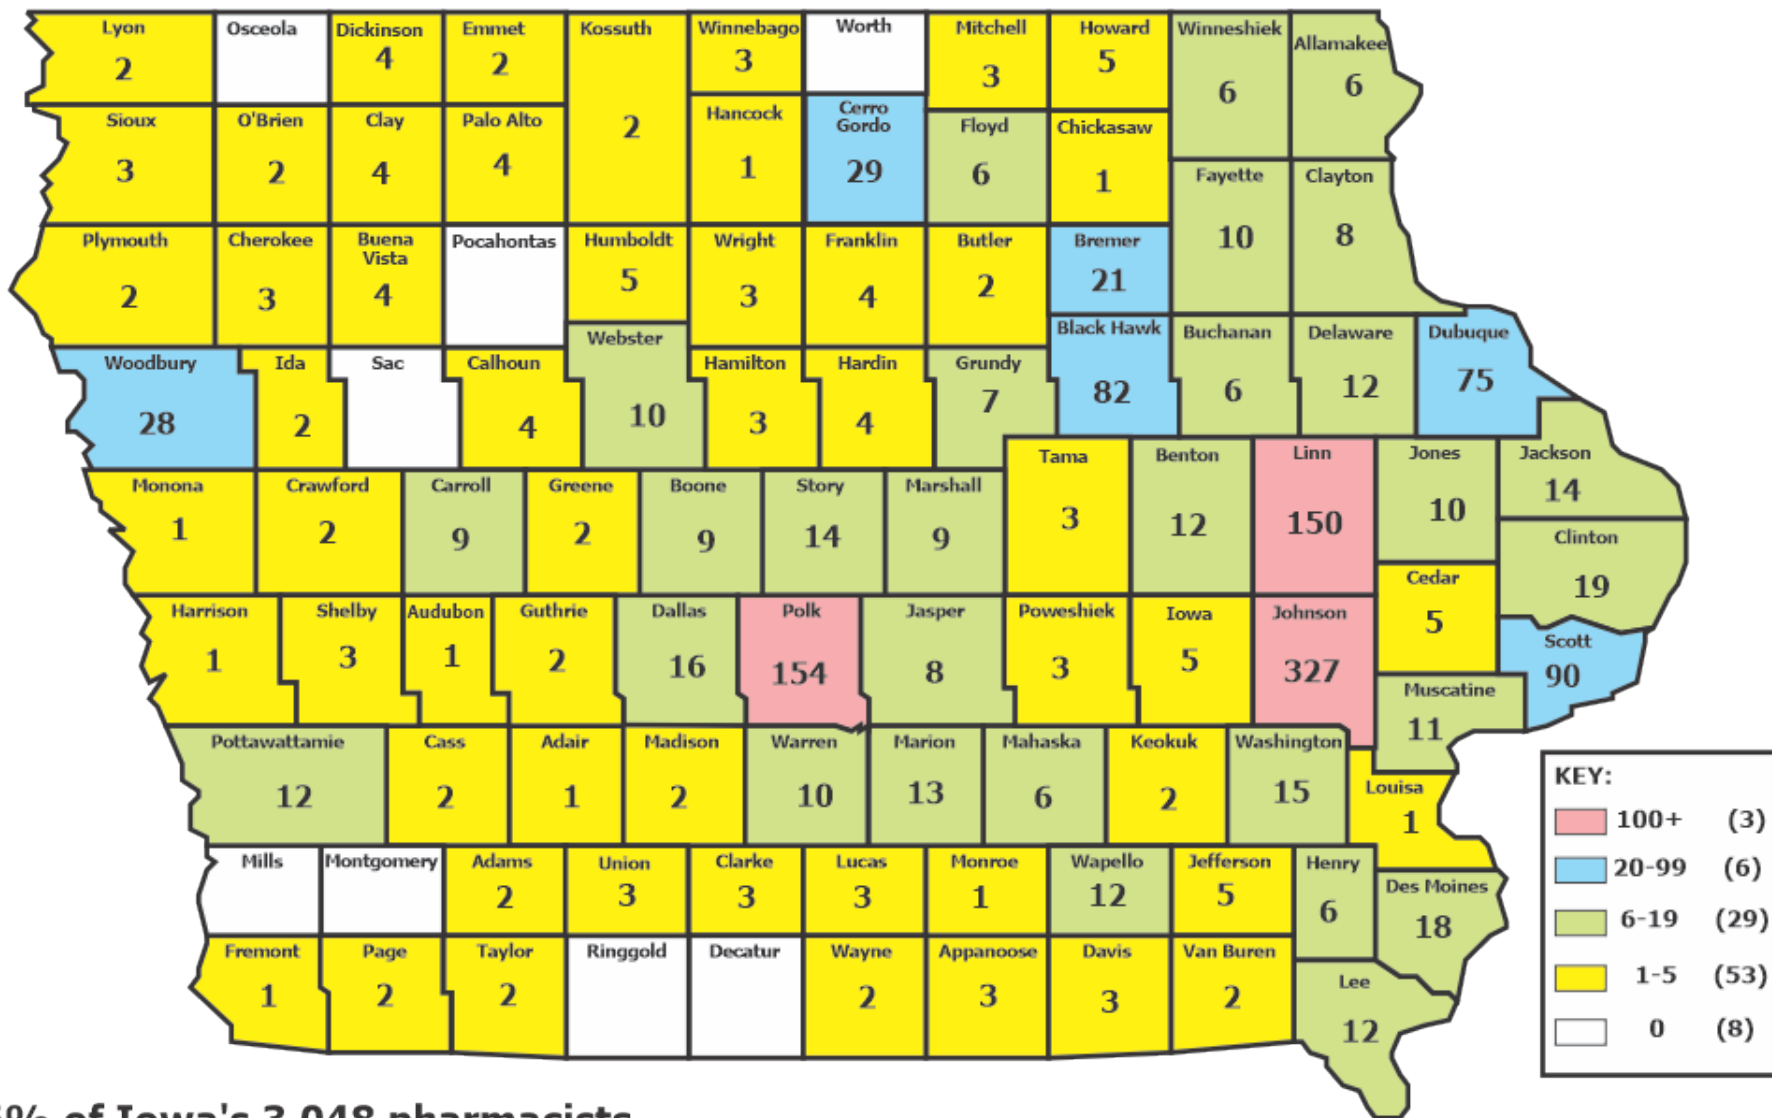 Lyon
2
Osceola
Dickinson
4
Emmet
2
Kossuth
2
Winnebago
3
Worth
Mitchell
3
Howard
5
Winneshiek
6
Allamakee
6
Sioux
3
O'Brien
2
Clay
4
Palo Alto
4
Hancock
1
Cerro
Gordo
29
Floyd
6
Chickasaw
1
Fayette
10
Clayton
8
Plymouth
2
Cherokee
3
Buena
Vista
4
Pocahontas
Humboldt
5
Wright
3
Franklin
4
Butler
2
Bremer
21
Woodbury
28
Ida
2
Sac
Calhoun
4
Webster
10
Hamilton
3
Hardin
4
Grundy
7
Black Hawk
82
Buchanan
6
Delaware
12
Dubuque
75
Monona
1
Crawford
2
Carroll
9
Greene
2
Boone
9
Story
14
Marshall
9
Tama
3
Benton
12
Linn
150
Jones
10
Jackson
14
Clinton
19
Cedar
5
Harrison
1
Shelby
3
Audubon
1
Guthrie
2
Dallas
16
Polk
154
Jasper
8
Poweshiek
3
Iowa
5
Johnson
327
Scott
90
Muscatine
11
Pottawattamie
12
Cass
2
Adair
1
Madison
2
Warren
10
Marion
13
Mahaska
6
Keokuk
2
Washington
15
Louisa
1
Mills
Montgomery
Adams
2
Union
3
Clarke
3
Lucas
3
Monroe
1
Wapello
12
Jefferson
5
Henry
6
Des Moines
18
Fremont
1
Page
2
Taylor
2
Ringgold
Decatur
Wayne
2
Appanoose
3
Davis
3
Van Buren
2
Lee
12
KEY:
100+ (3)
20-99 (6)
6-19 (29)
1-5 (53)
0 (8)
% of Iowa's 3,048 pharmacists